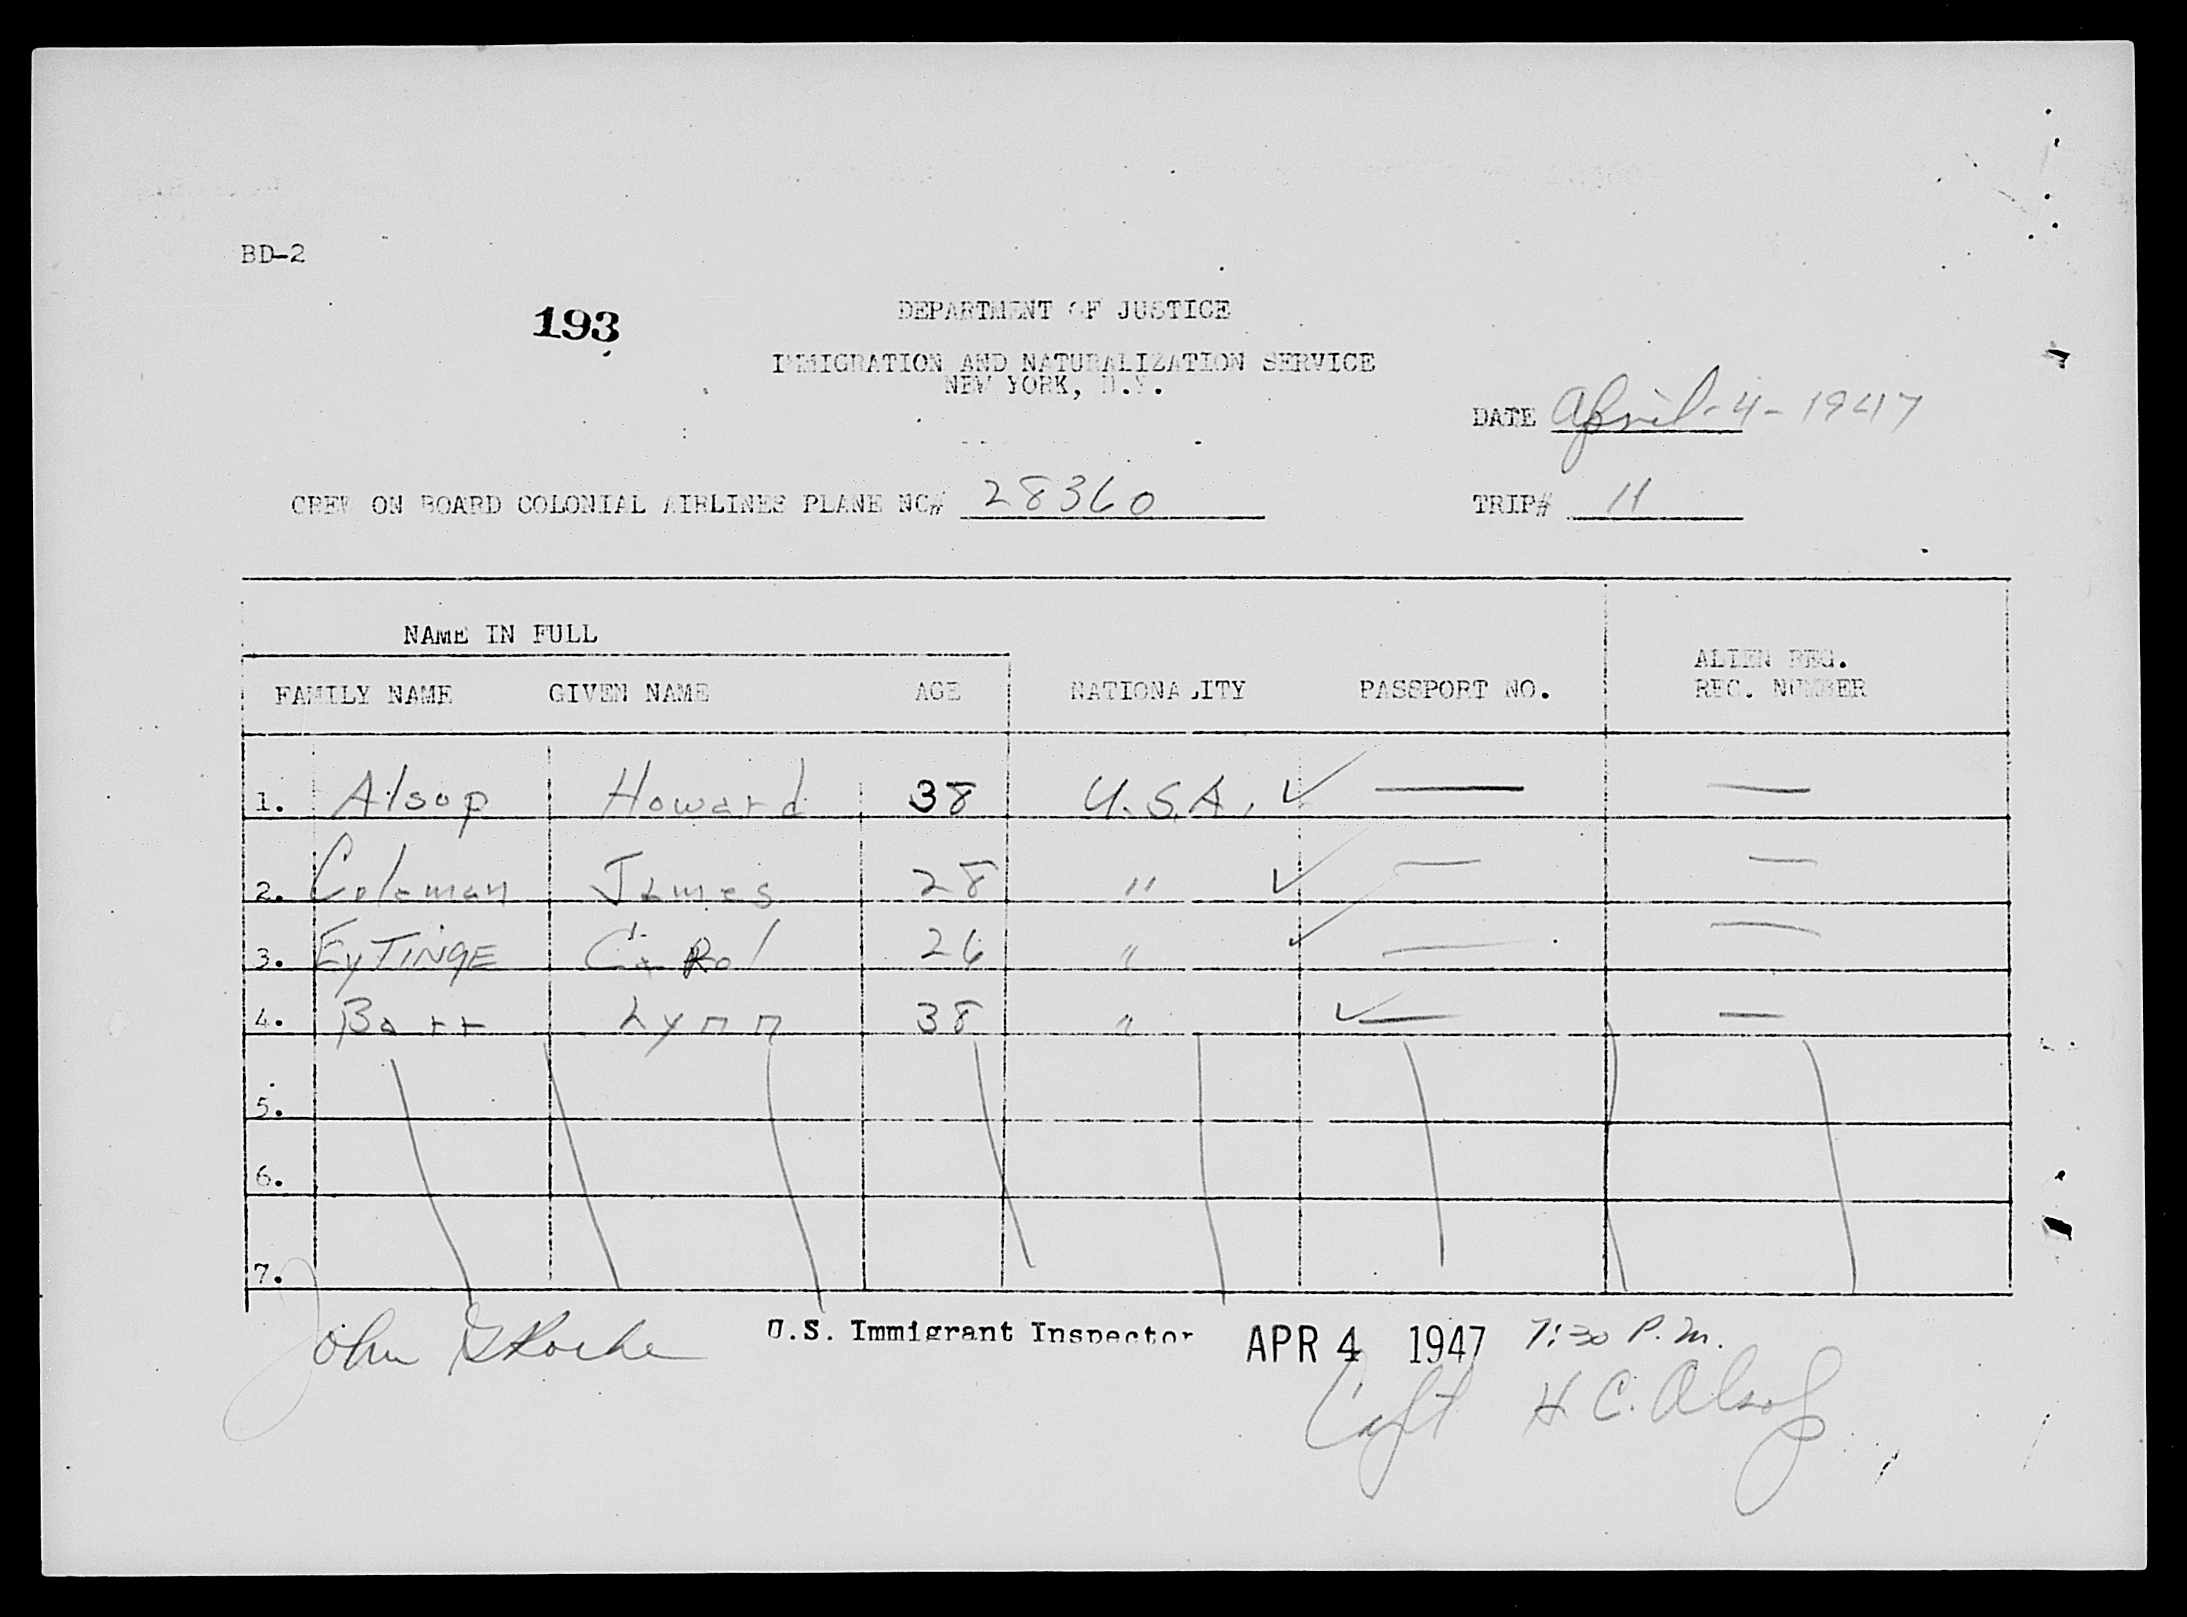 BD-2
193
DEPARTMENT OF JUSTICE
IMMIGRATION AND NATURALIZATION SERVICE
NEW YORK, N.Y.
DATE April-4-1947
CREW ON BOARD COLONIAL AIRLINES PLANE NO# 28360 TRIP# 11
NAME IN FULL
ALIEN REG.
FAMILY NAME GIVEN NAME AGE NATIONALITY PASSPORT NO. REC. NUMBER
1. Alsop Howard 38 U.S.A. ✓ — —
2. Coleman James 28 " ✓ — —
3. EyTINGE Carol 26 " ✓ — —
4. Barr Lynn 38 " ✓ — —
5.
6.
7.
John U.S. Immigrant Inspector APR 4 1947 7:30 P.M.
Capt H C. Alsop